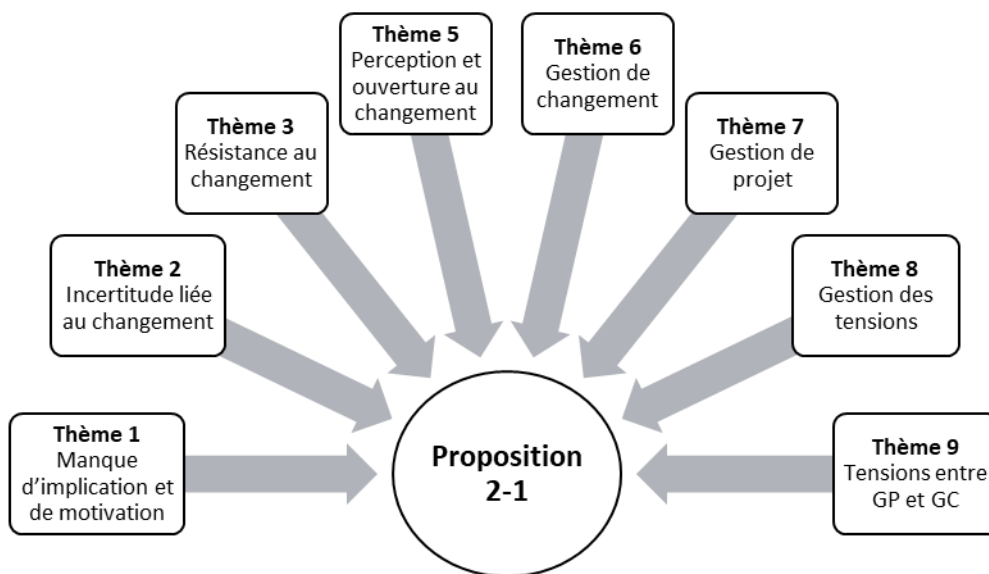 Thème 1
Manque
d’implication et
de motivation
Thème 2
Incertitude liée
au changement
Thème 3
Résistance au
changement
Thème 5
Perception et
ouverture au
changement
Thème 6
Gestion de
changement
Thème 7
Gestion de
projet
Thème 8
Gestion des
tensions
Thème 9
Tensions entre
GP et GC
Proposition
2-1